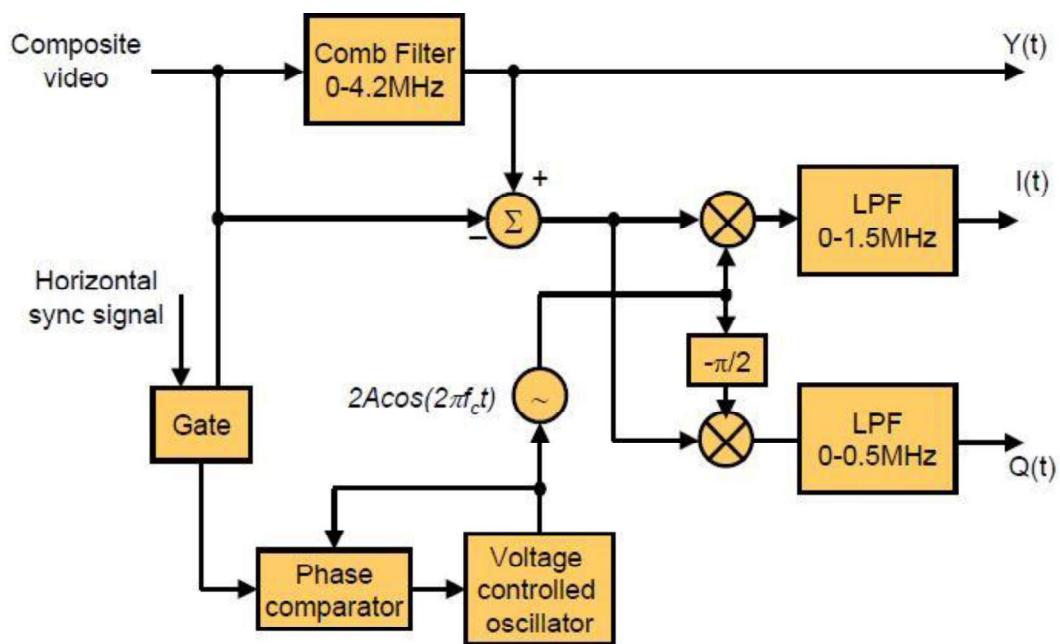 Composite
video
Comb Filter
0-4.2MHz
Y(t)
+
−
Σ
LPF
0-1.5MHz
I(t)
Horizontal
sync signal
-π/2
2Acos(2πfct)
~
Gate
LPF
0-0.5MHz
Q(t)
Phase
comparator
Voltage
controlled
oscillator